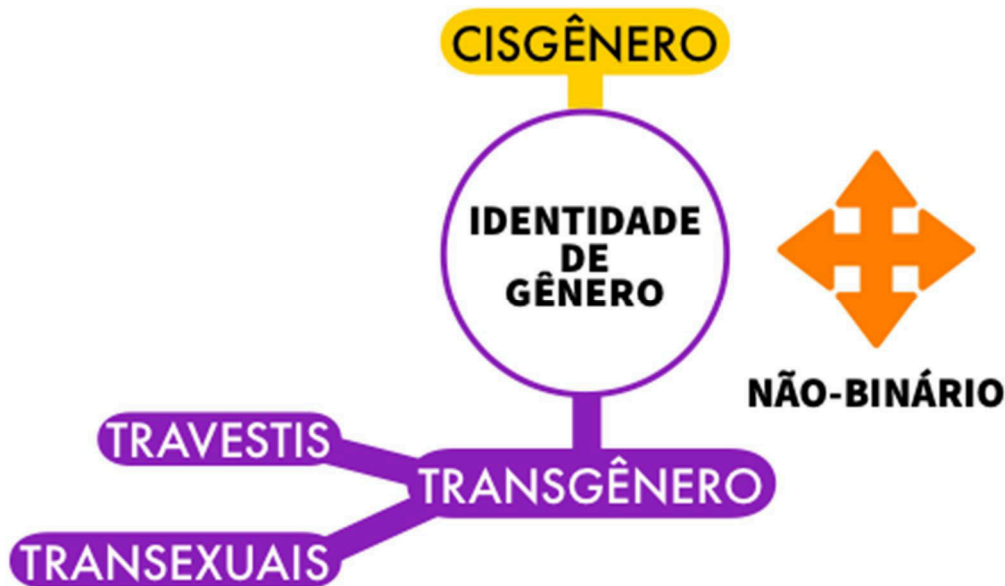 CISGÊNERO
IDENTIDADE
DE
GÊNERO
NÃO-BINÁRIO
TRAVESTIS
TRANSGÊNERO
TRANSEXUAIS